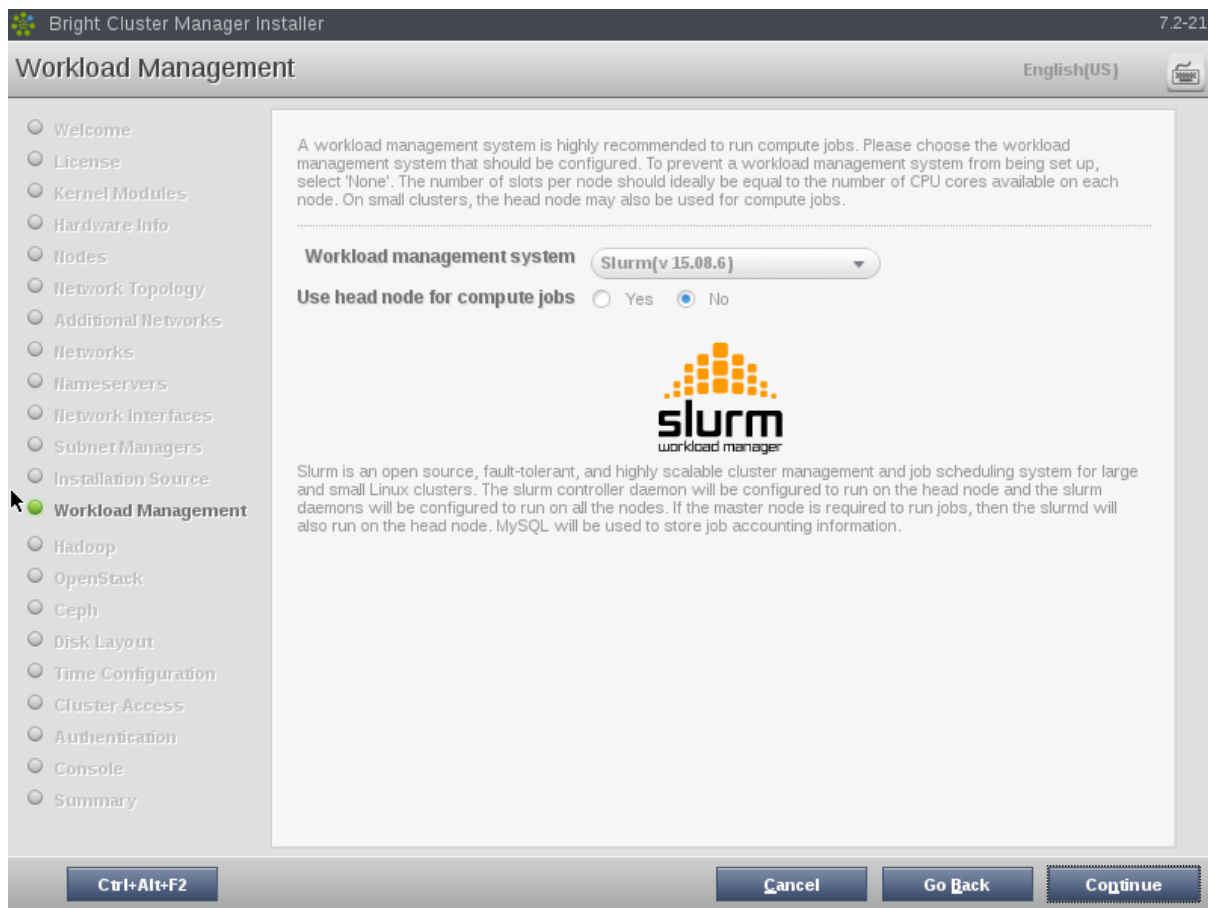 Bright Cluster Manager Installer
7.2-21
Workload Management
English(US)
Welcome
License
Kernel Modules
Hardware Info
Nodes
Network Topology
Additional Networks
Networks
Nameservers
Network Interfaces
Subnet Managers
Installation Source
Workload Management
Hadoop
OpenStack
Ceph
Disk Layout
Time Configuration
Cluster Access
Authentication
Console
Summary
A workload management system is highly recommended to run compute jobs. Please choose the workload
management system that should be configured. To prevent a workload management system from being set up,
select 'None'. The number of slots per node should ideally be equal to the number of CPU cores available on each
node. On small clusters, the head node may also be used for compute jobs.
Workload management system
Slurm(v 15.08.6)
Use head node for compute jobs
Yes
No
slurm
workload manager
Slurm is an open source, fault-tolerant, and highly scalable cluster management and job scheduling system for large
and small Linux clusters. The slurm controller daemon will be configured to run on the head node and the slurm
daemons will be configured to run on all the nodes. If the master node is required to run jobs, then the slurmd will
also run on the head node. MySQL will be used to store job accounting information.
Ctrl+Alt+F2
Cancel
Go Back
Continue